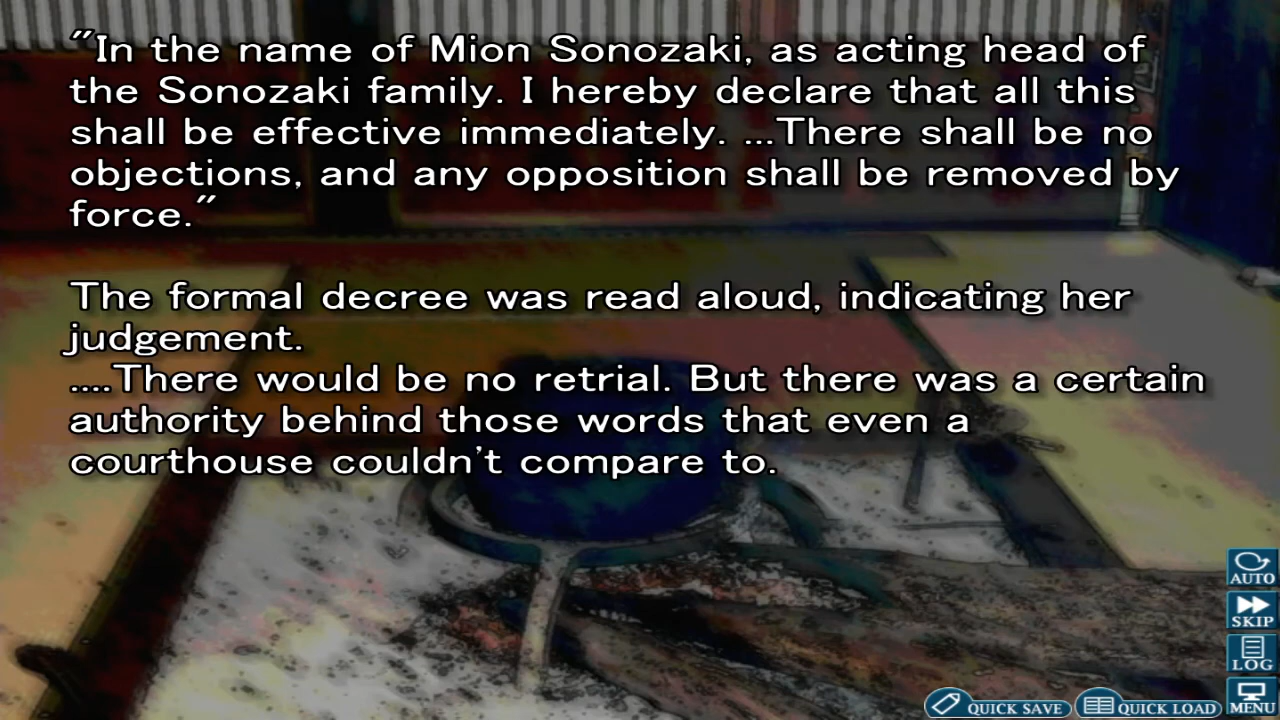 "In the name of Mion Sonozaki, as acting head of
the Sonozaki family. I hereby declare that all this
shall be effective immediately. ...There shall be no
objections, and any opposition shall be removed by
force."
The formal decree was read aloud, indicating her
judgement.
....There would be no retrial. But there was a certain
authority behind those words that even a
courthouse couldn't compare to.
AUTO
SKIP
LOG
MENU
QUICK SAVE
QUICK LOAD